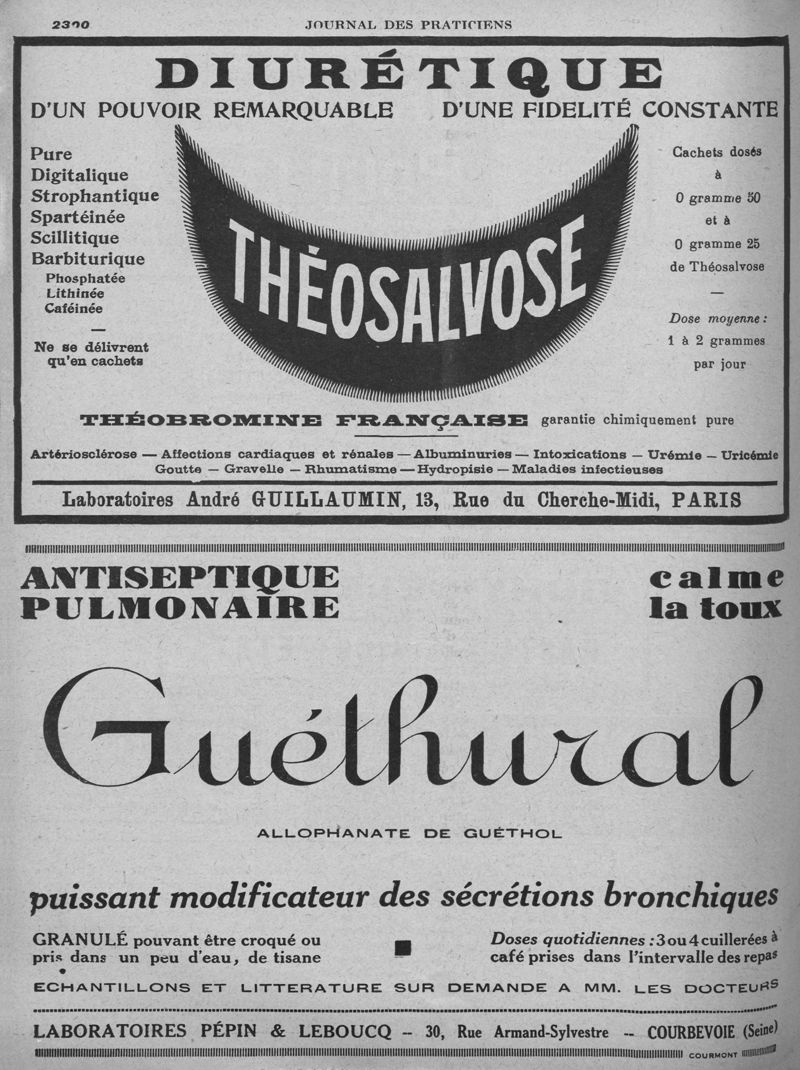 JOURNAL DES PRATICIENS
DIURÉTIQUE
D'UN POUVOIR REMARQUABLE D'UNE FIDELITÉ CONSTANTE
Pure
Digitalique
Strophantique
Spartéinée
Scillitique
Barbiturique
Phosphatée
Lithinée
Caféinée
—
Ne se délivrent
qu'en cachets
THÉOSALVOSE
Cachets dosés
à
0 gramme 50
et à
0 gramme 25
de Théosalvose
—
Dose moyenne :
1 à 2 grammes
par jour
THÉOBROMINE FRANÇAISE garantie chimiquement pure
Artériosclérose — Affections cardiaques et rénales — Albuminuries — Intoxications — Urémie — Uricémie
Goutte — Gravelle — Rhumatisme — Hydropisie — Maladies infectieuses
Laboratoires André GUILLAUMIN, 13, Rue du Cherche-Midi, PARIS
ANTISEPTIQUE
PULMONAIRE
calme
la toux
Guéthural
ALLOPHANATE DE GUÉTHOL
puissant modificateur des sécrétions bronchiques
GRANULÉ pouvant être croqué ou
pris dans un peu d'eau, de tisane
Doses quotidiennes : 3 ou 4 cuillerées à
café prises dans l'intervalle des repas
ECHANTILLONS ET LITTERATURE SUR DEMANDE A MM. LES DOCTEURS
LABORATOIRES PÉPIN & LEBOUCQ -- 30, Rue Armand-Sylvestre -- COURBEVOIE (Seine)
COURMONT